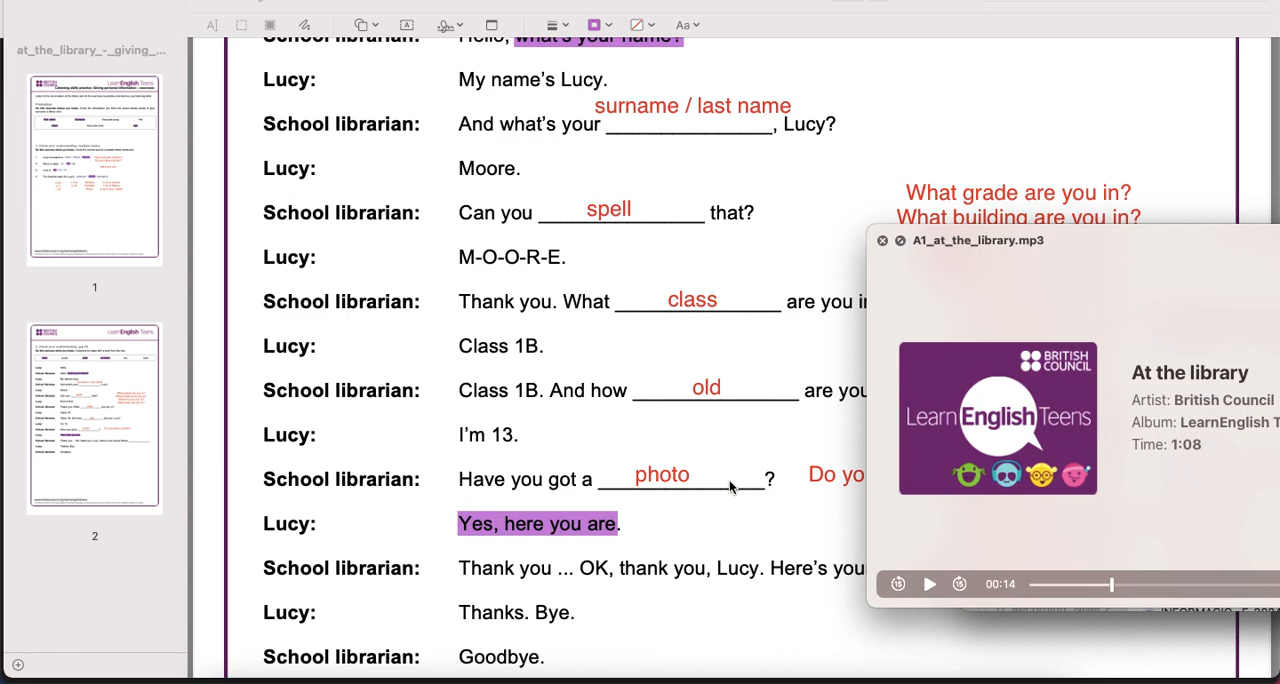 at_the_library_-_giving_...
School librarian: Hello, what's your name?
Lucy: My name's Lucy.
surname / last name
School librarian: And what's your _______________, Lucy?
Lucy: Moore.
What grade are you in?
School librarian: Can you spell that?
What building are you in?
Lucy: M-O-O-R-E.
A1_at_the_library.mp3
School librarian: Thank you. What class are you in
Lucy: Class 1B.
BRITISH COUNCIL
LearnEnglish Teens
School librarian: Class 1B. And how old are you
At the library
Artist: British Council
Album: LearnEnglish T
Time: 1:08
Lucy: I'm 13.
School librarian: Have you got a photo? Do yo
Lucy: Yes, here you are.
School librarian: Thank you ... OK, thank you, Lucy. Here's you
00:14
Lucy: Thanks. Bye.
School librarian: Goodbye.
1
2